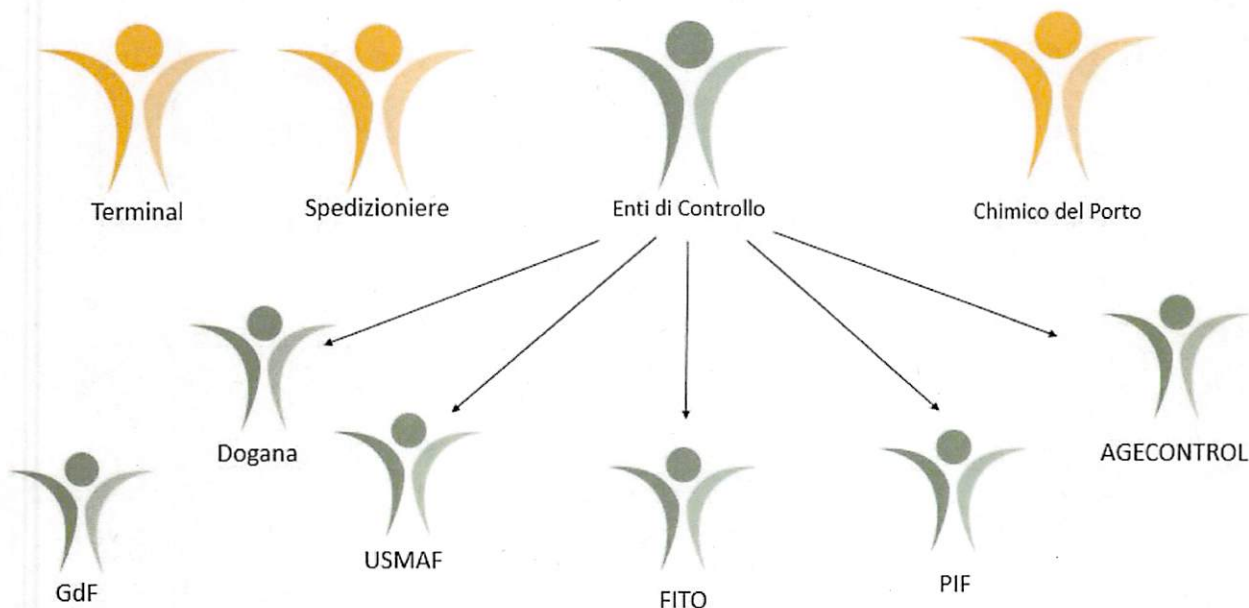 Terminal
Spedizioniere
Enti di Controllo
Chimico del Porto
Dogana
AGECONTROL
USMAF
PIF
GdF
FITO